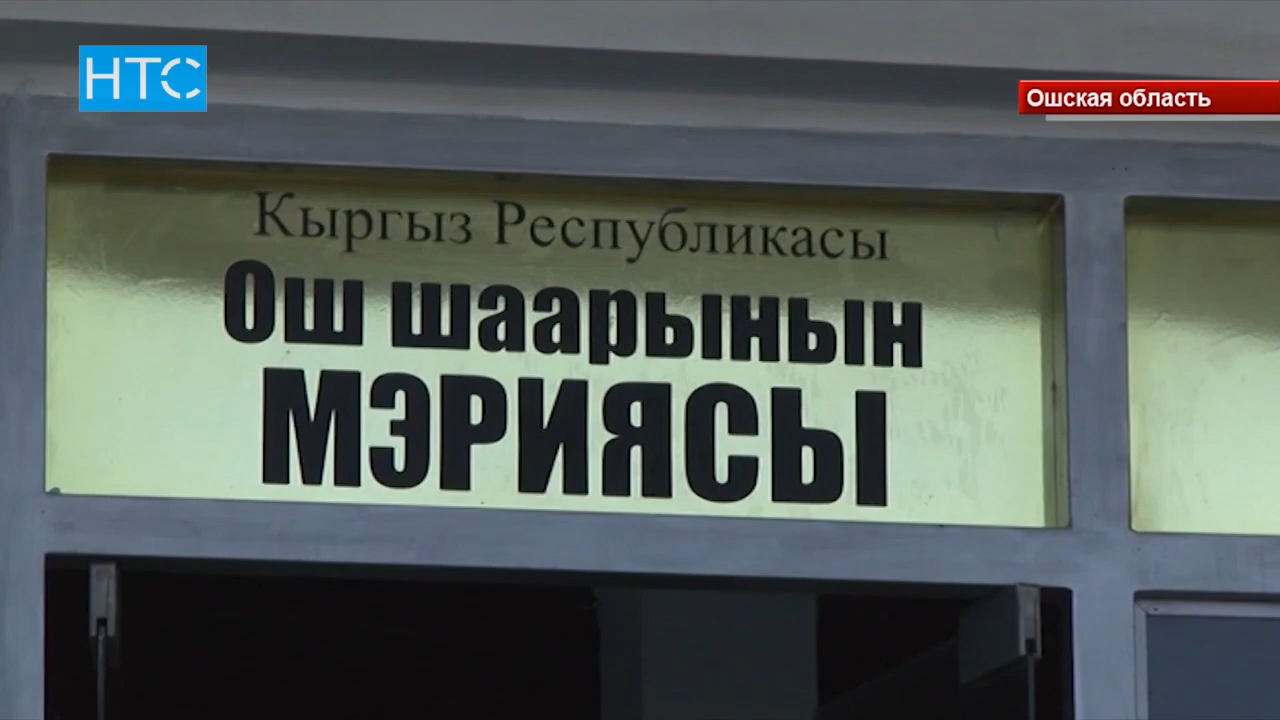 НТС
Ошская область
Кыргыз Республикасы
Ош шаарынын
МЭРИЯСЫ